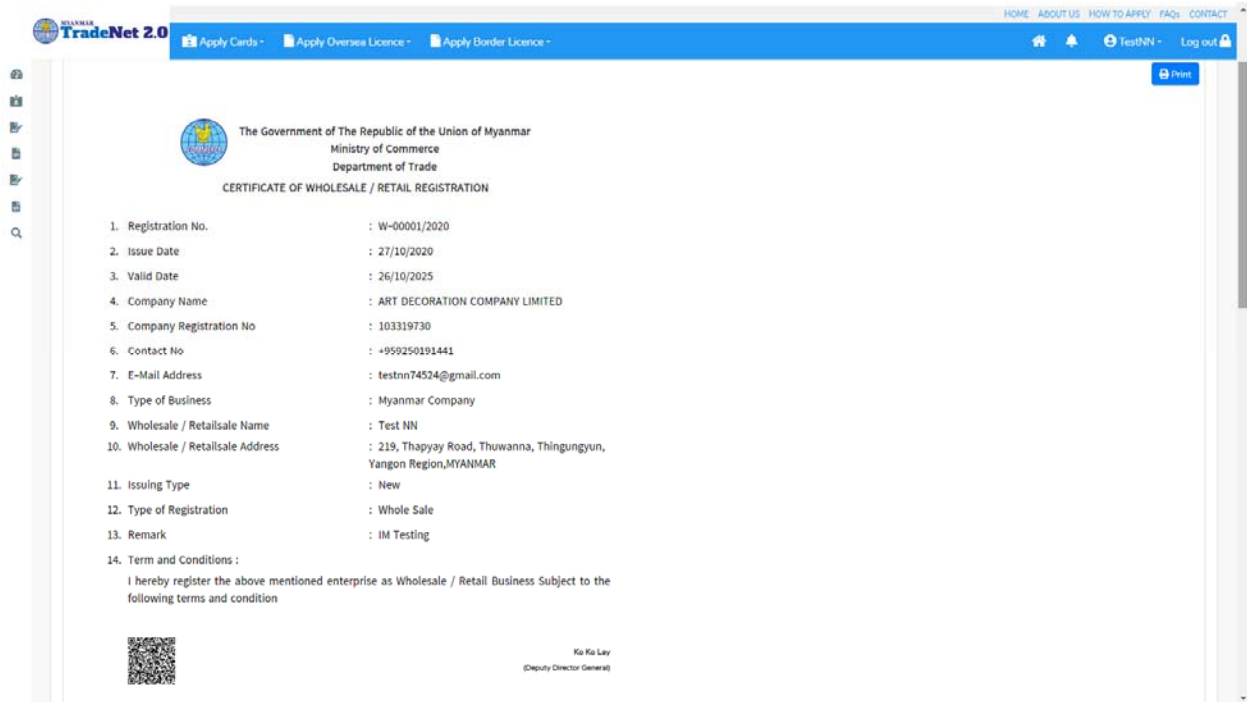 HOME ABOUT US HOW TO APPLY FAQs CONTACT
MYANMAR
TradeNet 2.0
Apply Cards Apply Oversea Licence Apply Border Licence TestNN Log out
Print
The Government of The Republic of the Union of Myanmar
Ministry of Commerce
Department of Trade
CERTIFICATE OF WHOLESALE / RETAIL REGISTRATION
1. Registration No. : W-00001/2020
2. Issue Date : 27/10/2020
3. Valid Date : 26/10/2025
4. Company Name : ART DECORATION COMPANY LIMITED
5. Company Registration No : 103319730
6. Contact No : +959250191441
7. E-Mail Address : testnn74524@gmail.com
8. Type of Business : Myanmar Company
9. Wholesale / Retailsale Name : Test NN
10. Wholesale / Retailsale Address : 219, Thapyay Road, Thuwanna, Thingungyun,
Yangon Region,MYANMAR
11. Issuing Type : New
12. Type of Registration : Whole Sale
13. Remark : IM Testing
14. Term and Conditions :
I hereby register the above mentioned enterprise as Wholesale / Retail Business Subject to the
following terms and condition
Ko Ko Lay
(Deputy Director General)